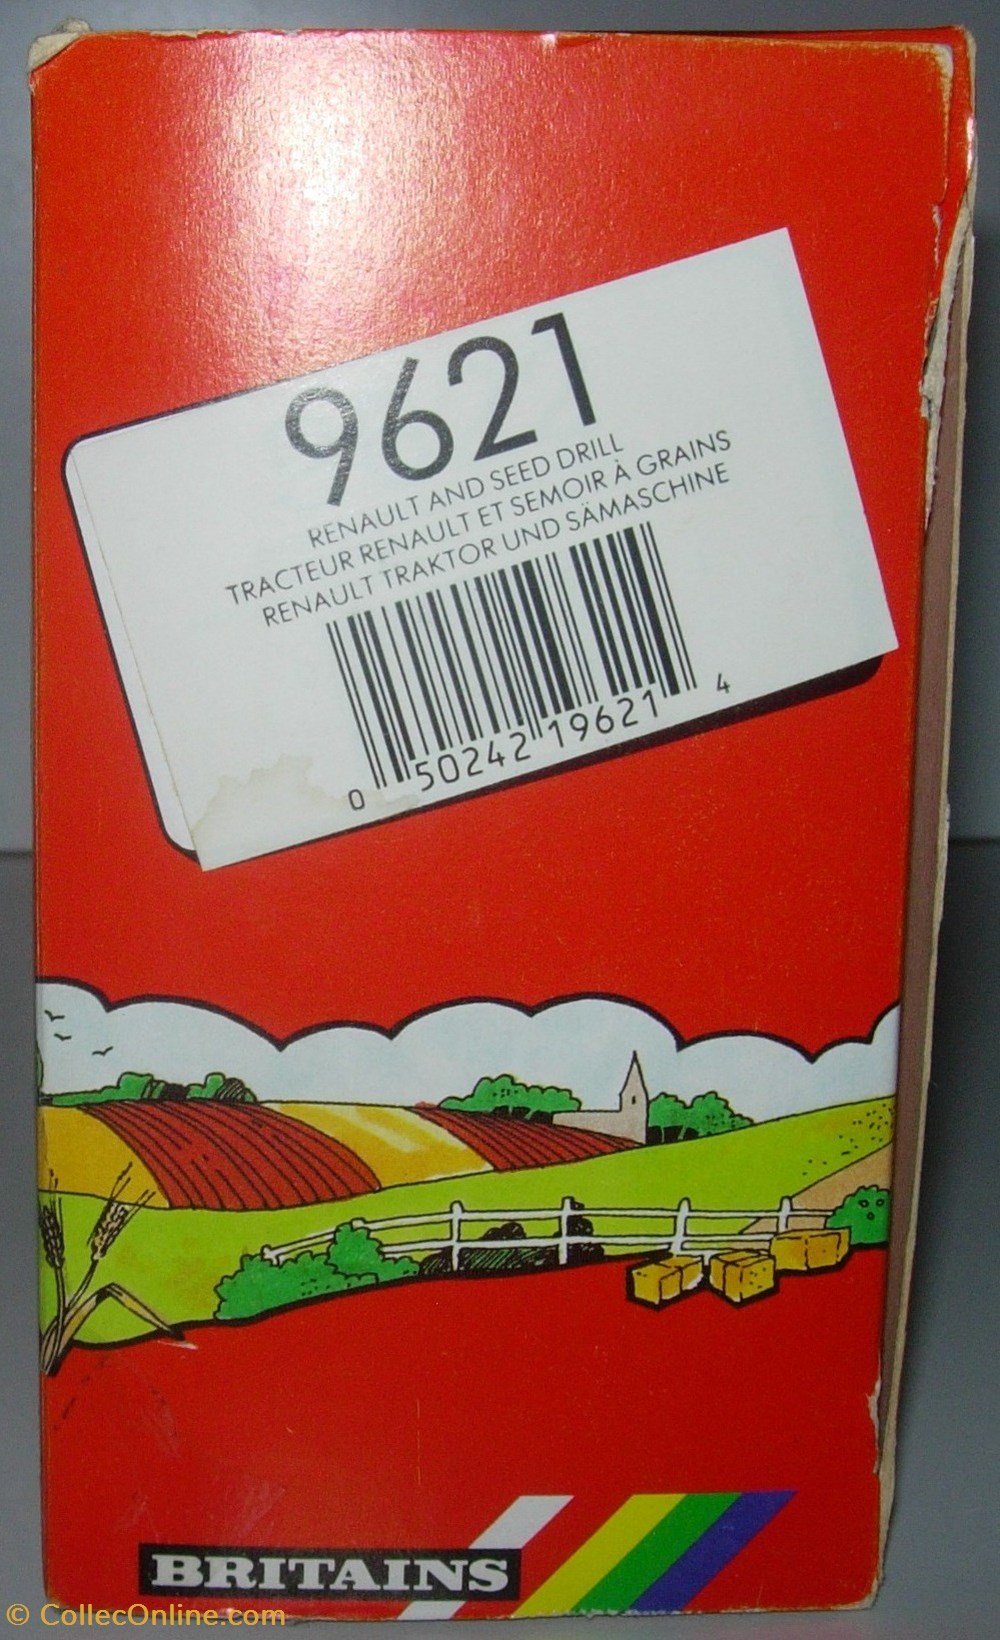 9621
RENAULT AND SEED DRILL
TRACTEUR RENAULT ET SEMOIR À GRAINS
RENAULT TRAKTOR UND SÄMASCHINE
0 50242 19621 4
BRITAINS
© CollecOnline.com